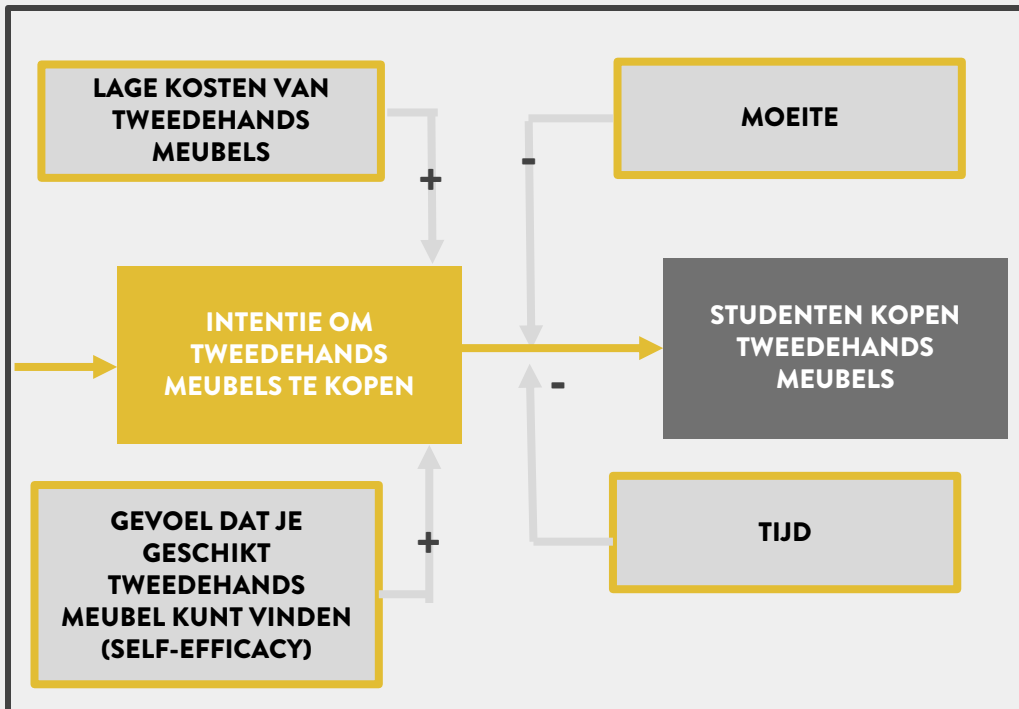 LAGE KOSTEN VAN
TWEEDEHANDS
MEUBELS
+
MOEITE
-
INTENTIE OM
TWEEDEHANDS
MEUBELS TE KOPEN
STUDENTEN KOPEN
TWEEDEHANDS
MEUBELS
-
GEVOEL DAT JE
GESCHIKT
TWEEDEHANDS
MEUBEL KUNT VINDEN
(SELF-EFFICACY)
+
TIJD